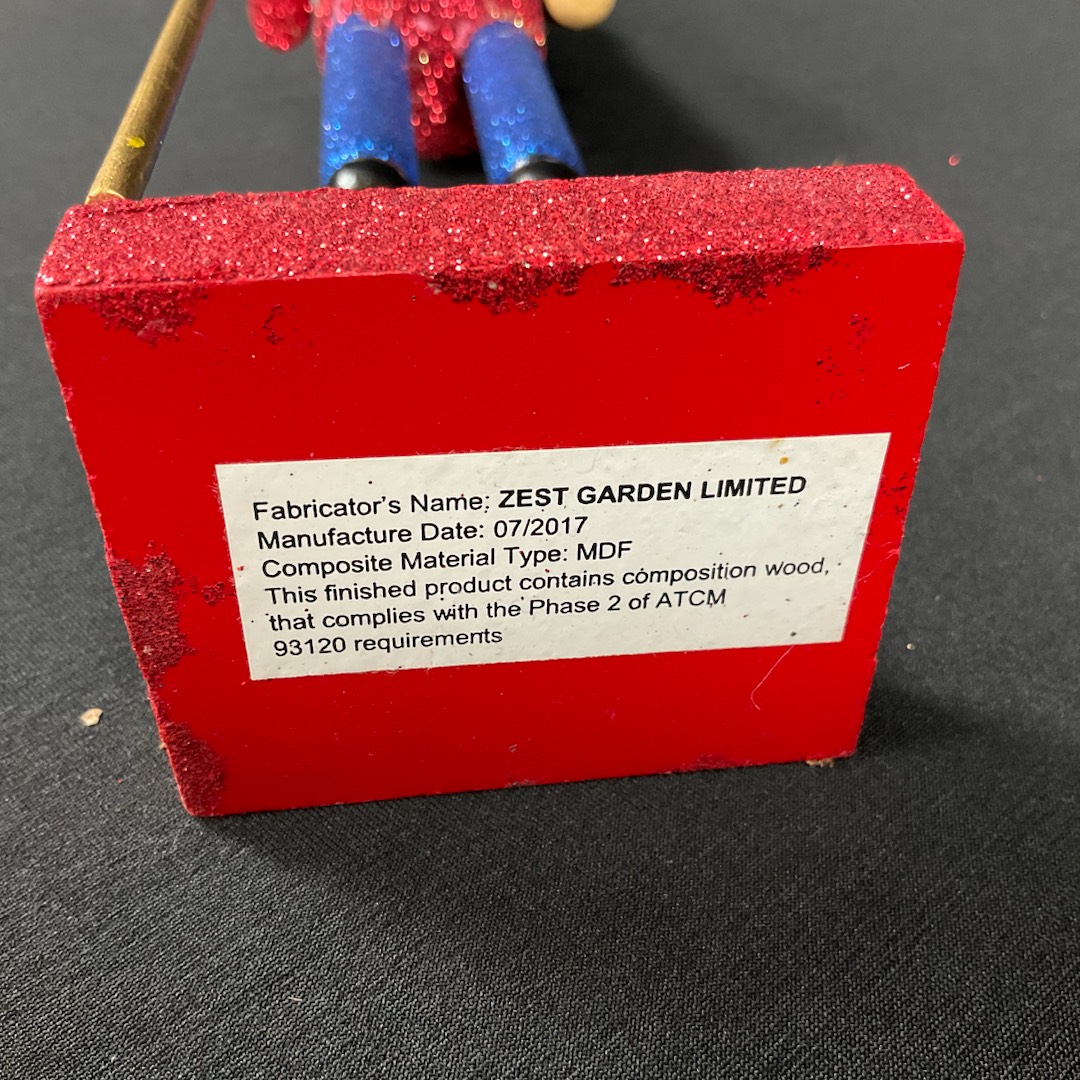 Fabricator's Name: ZEST GARDEN LIMITED
Manufacture Date: 07/2017
Composite Material Type: MDF
This finished product contains composition wood,
that complies with the Phase 2 of ATCM
93120 requirements